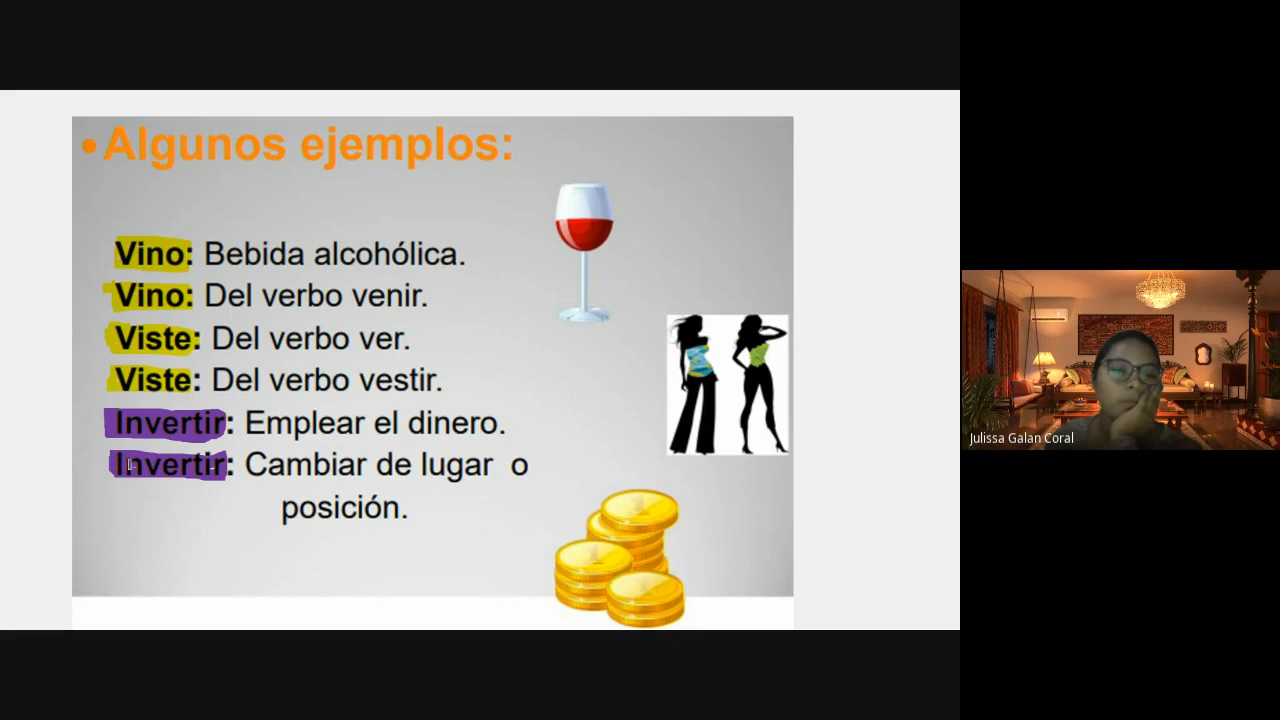 •Algunos ejemplos:
Vino: Bebida alcohólica.
Vino: Del verbo venir.
Viste: Del verbo ver.
Viste: Del verbo vestir.
Invertir: Emplear el dinero.
Invertir: Cambiar de lugar o
posición.
Julissa Galan Coral